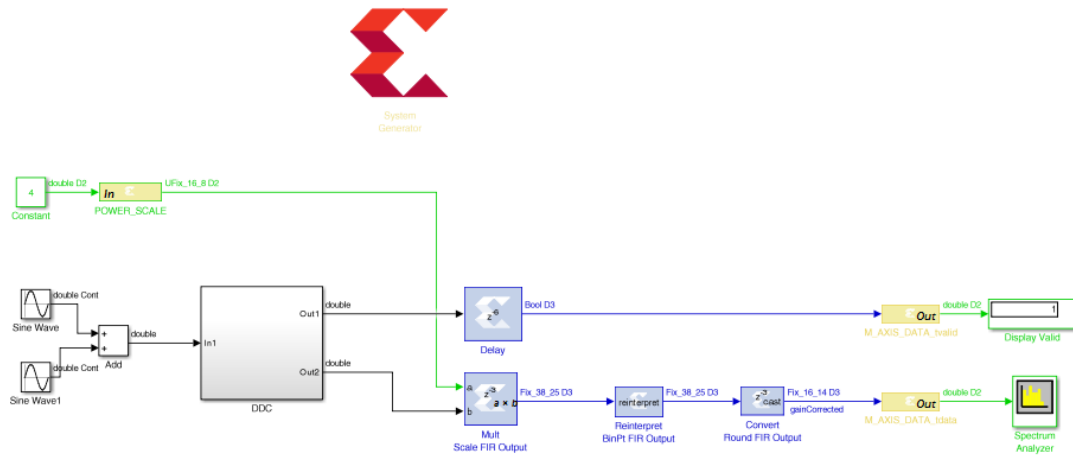 System
Generator
double D2
UFix_16_8 D2
4
In
Constant
POWER_SCALE
double Cont
Sine Wave
double
Add
double Cont
Sine Wave1
In1
Out1
Out2
DDC
double
double
z-6
Delay
Bool D3
Out
M_AXIS_DATA_tvalid
double D2
1
Display Valid
a
b
z-3
a × b
Mult
Scale FIR Output
Fix_38_25 D3
reinterpret
Reinterpret
BinPt FIR Output
Fix_38_25 D3
z-3
cast
Convert
Round FIR Output
Fix_16_14 D3
gainCorrected
Out
M_AXIS_DATA_tdata
double D2
Spectrum
Analyzer